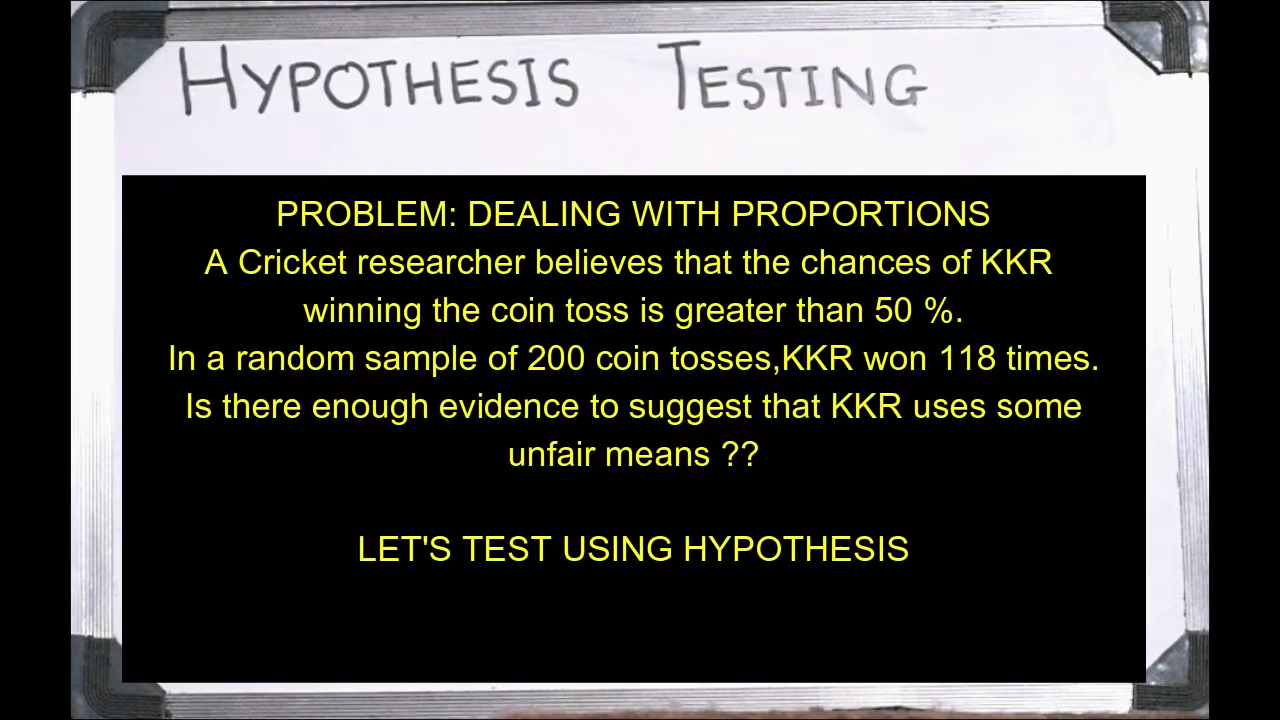 HYPOTHESIS TESTING
PROBLEM: DEALING WITH PROPORTIONS
A Cricket researcher believes that the chances of KKR
winning the coin toss is greater than 50 %.
In a random sample of 200 coin tosses,KKR won 118 times.
Is there enough evidence to suggest that KKR uses some
unfair means ??
LET'S TEST USING HYPOTHESIS